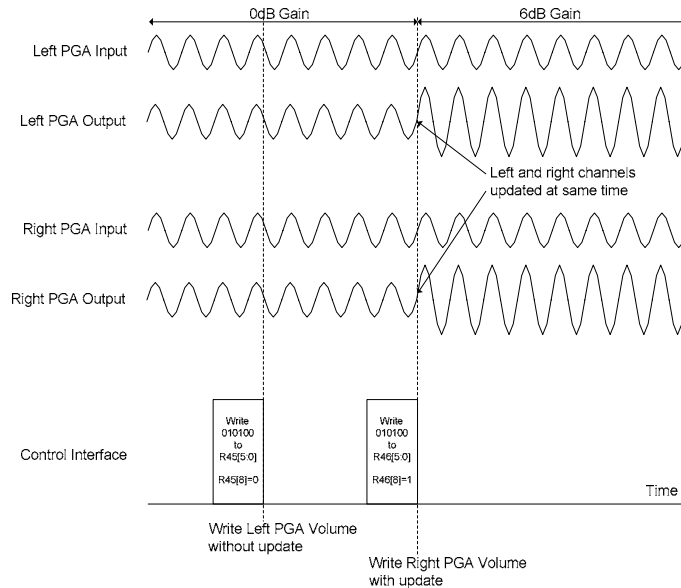 0dB Gain
6dB Gain
Left PGA Input
Left PGA Output
Left and right channels
updated at same time
Right PGA Input
Right PGA Output
Control Interface
Write
010100
to
R45[5:0]
R45[8]=0
Write
010100
to
R46[5:0]
R46[8]=1
Time
Write Left PGA Volume
without update
Write Right PGA Volume
with update